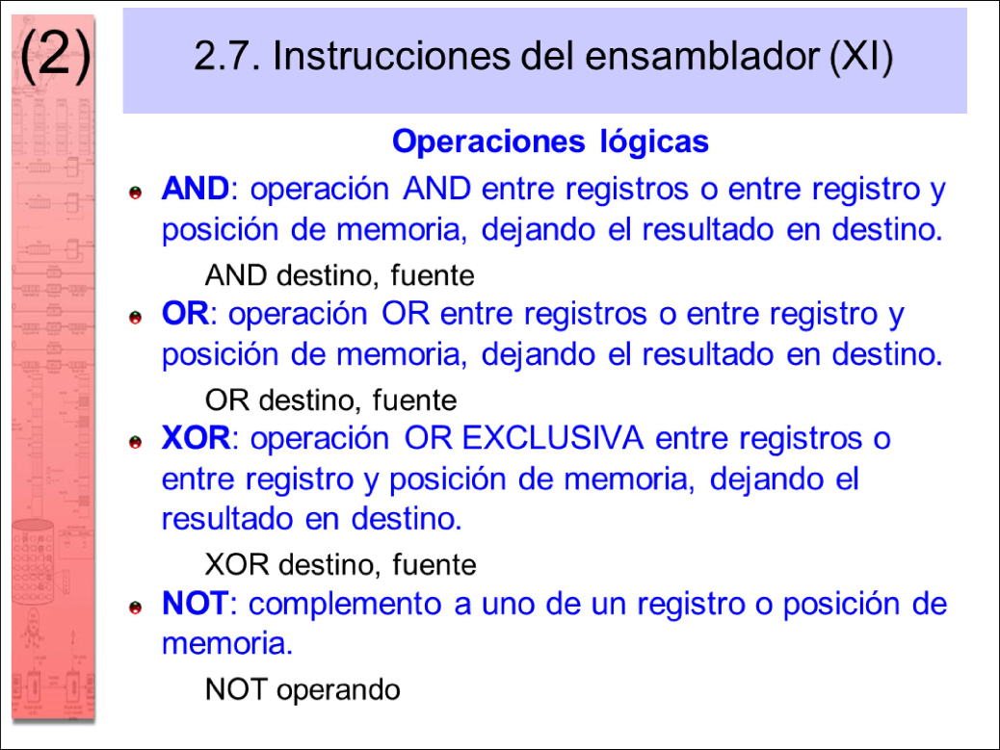 (2)
2.7. Instrucciones del ensamblador (XI)
Operaciones lógicas
AND: operación AND entre registros o entre registro y
posición de memoria, dejando el resultado en destino.
AND destino, fuente
OR: operación OR entre registros o entre registro y
posición de memoria, dejando el resultado en destino.
OR destino, fuente
XOR: operación OR EXCLUSIVA entre registros o
entre registro y posición de memoria, dejando el
resultado en destino.
XOR destino, fuente
NOT: complemento a uno de un registro o posición de
memoria.
NOT operando